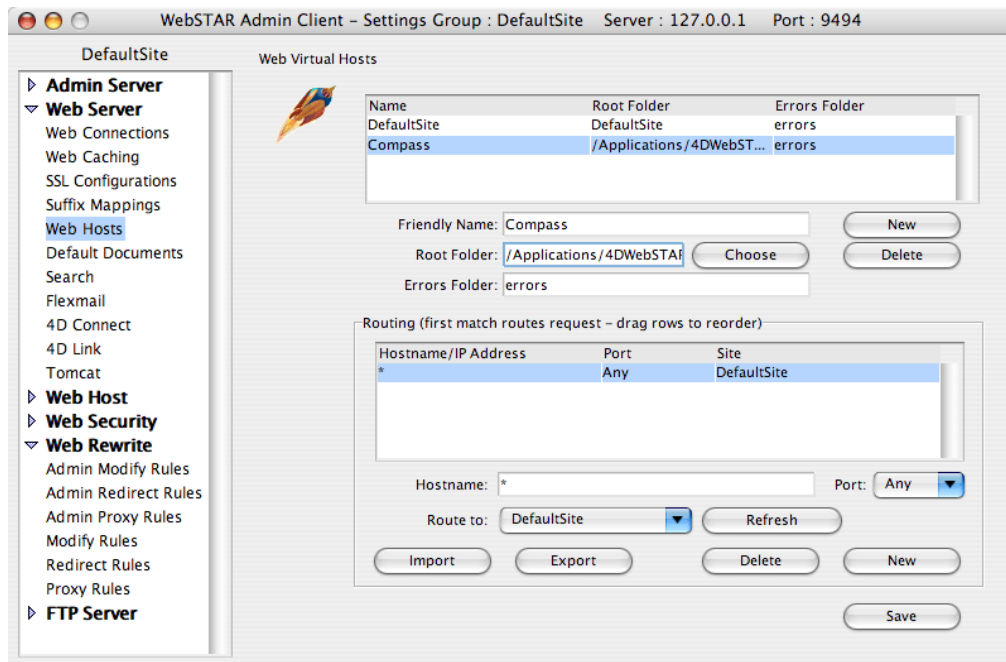 WebSTAR Admin Client – Settings Group : DefaultSite Server : 127.0.0.1 Port : 9494
DefaultSite
Admin Server
Web Server
Web Connections
Web Caching
SSL Configurations
Suffix Mappings
Web Hosts
Default Documents
Search
Flexmail
4D Connect
4D Link
Tomcat
Web Host
Web Security
Web Rewrite
Admin Modify Rules
Admin Redirect Rules
Admin Proxy Rules
Modify Rules
Redirect Rules
Proxy Rules
FTP Server
Web Virtual Hosts
Name Root Folder Errors Folder
DefaultSite DefaultSite errors
Compass /Applications/4DWebST... errors
Friendly Name: Compass New
Root Folder: /Applications/4DWebSTAR Choose Delete
Errors Folder: errors
Routing (first match routes request – drag rows to reorder)
Hostname/IP Address Port Site
* Any DefaultSite
Hostname: * Port: Any
Route to: DefaultSite Refresh
Import Export Delete New
Save